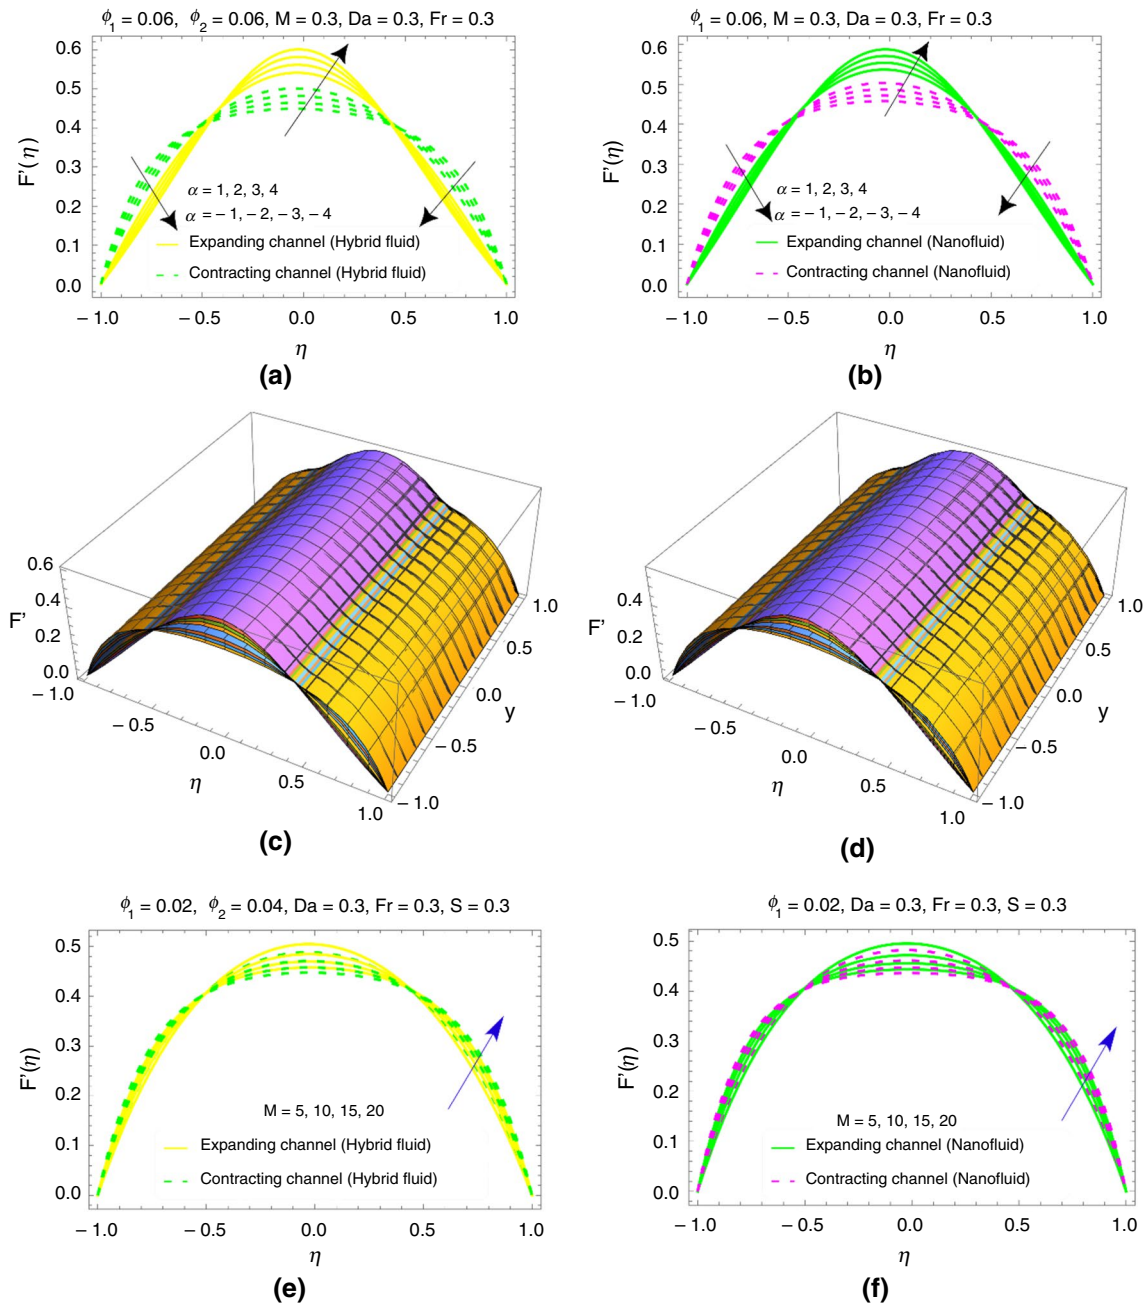 ϕ1 = 0.06, ϕ2 = 0.06, M = 0.3, Da = 0.3, Fr = 0.3
0.6
0.5
0.4
0.3
0.2
0.1
0.0
F'(η)
α = 1, 2, 3, 4
α = – 1, – 2, – 3, – 4
Expanding channel (Hybrid fluid)
Contracting channel (Hybrid fluid)
– 1.0 – 0.5 0.0 0.5 1.0
η
(a)
ϕ1 = 0.06, M = 0.3, Da = 0.3, Fr = 0.3
0.6
0.5
0.4
0.3
0.2
0.1
0.0
F'(η)
α = 1, 2, 3, 4
α = – 1, – 2, – 3, – 4
Expanding channel (Nanofluid)
Contracting channel (Nanofluid)
– 1.0 – 0.5 0.0 0.5 1.0
η
(b)
0.6
0.4
0.2
0.0
F'
– 1.0
– 0.5
0.0
0.5
1.0
η
– 1.0
– 0.5
0.0
0.5
1.0
y
(c)
0.6
0.4
0.2
0.0
F'
– 1.0
– 0.5
0.0
0.5
1.0
η
– 1.0
– 0.5
0.0
0.5
1.0
y
(d)
ϕ1 = 0.02, ϕ2 = 0.04, Da = 0.3, Fr = 0.3, S = 0.3
0.5
0.4
0.3
0.2
0.1
0.0
F'(η)
M = 5, 10, 15, 20
Expanding channel (Hybrid fluid)
Contracting channel (Hybrid fluid)
– 1.0 – 0.5 0.0 0.5 1.0
η
(e)
ϕ1 = 0.02, Da = 0.3, Fr = 0.3, S = 0.3
0.5
0.4
0.3
0.2
0.1
0.0
F'(η)
M = 5, 10, 15, 20
Expanding channel (Nanofluid)
Contracting channel (Nanofluid)
– 1.0 – 0.5 0.0 0.5 1.0
η
(f)